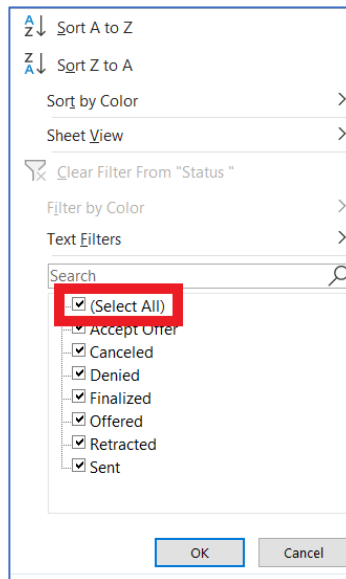 Sort A to Z
Sort Z to A
Sort by Color
Sheet View
Clear Filter From "Status "
Filter by Color
Text Filters
Search
(Select All)
Accept Offer
Canceled
Denied
Finalized
Offered
Retracted
Sent
OK Cancel